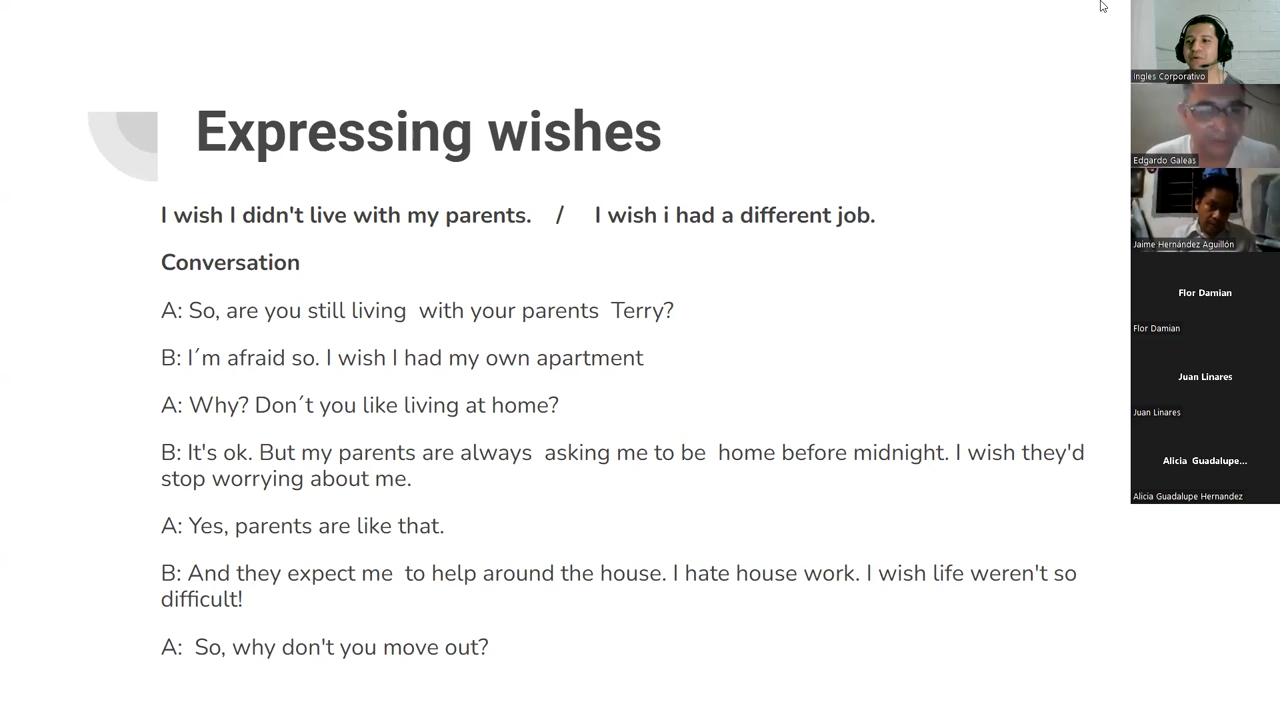 Expressing wishes
I wish I didn't live with my parents. / I wish i had a different job.
Conversation
A: So, are you still living with your parents Terry?
B: I´m afraid so. I wish I had my own apartment
A: Why? Don´t you like living at home?
B: It's ok. But my parents are always asking me to be home before midnight. I wish they'd
stop worrying about me.
A: Yes, parents are like that.
B: And they expect me to help around the house. I hate house work. I wish life weren't so
difficult!
A: So, why don't you move out?
Ingles Corporativo
Edgardo Galeas
Jaime Hernández Aguillón
Flor Damian
Flor Damian
Juan Linares
Juan Linares
Alicia Guadalupe...
Alicia Guadalupe Hernandez